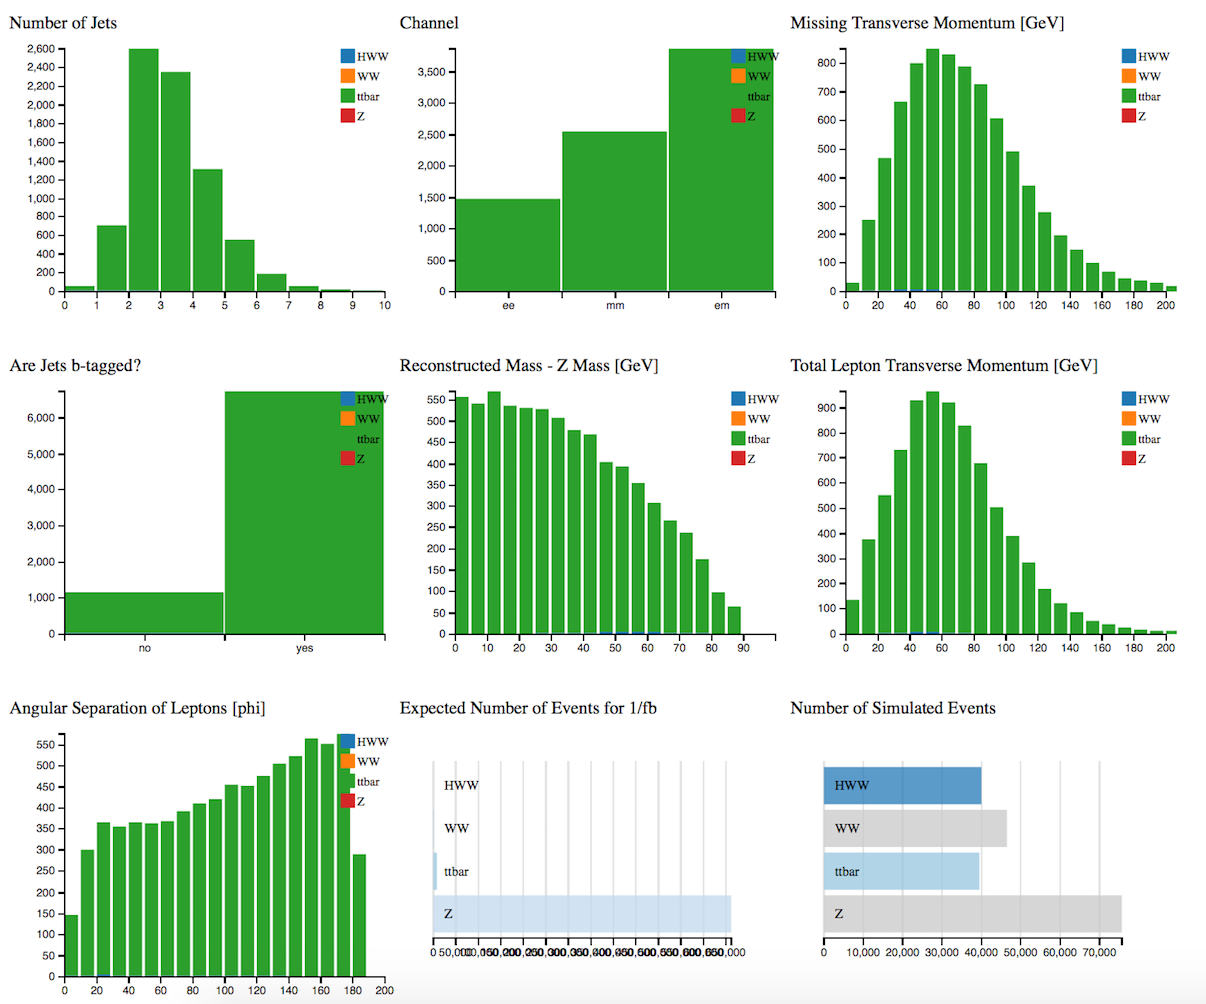 Number of Jets
2,600
2,400
2,200
2,000
1,800
1,600
1,400
1,200
1,000
800
600
400
200
0
0 1 2 3 4 5 6 7 8 9 10
HWW
WW
ttbar
Z
Channel
3,500
3,000
2,500
2,000
1,500
1,000
500
0
ee mm em
HWW
WW
ttbar
Z
Missing Transverse Momentum [GeV]
800
700
600
500
400
300
200
100
0
0 20 40 60 80 100 120 140 160 180 200
HWW
WW
ttbar
Z
Are Jets b-tagged?
6,000
5,000
4,000
3,000
2,000
1,000
0
no yes
HWW
WW
ttbar
Z
Reconstructed Mass - Z Mass [GeV]
550
500
450
400
350
300
250
200
150
100
50
0
0 10 20 30 40 50 60 70 80 90
HWW
WW
ttbar
Z
Total Lepton Transverse Momentum [GeV]
900
800
700
600
500
400
300
200
100
0
0 20 40 60 80 100 120 140 160 180 200
HWW
WW
ttbar
Z
Angular Separation of Leptons [phi]
550
500
450
400
350
300
250
200
150
100
50
0
0 20 40 60 80 100 120 140 160 180 200
HWW
WW
ttbar
Z
Expected Number of Events for 1/fb
HWW
WW
ttbar
Z
0
Number of Simulated Events
HWW
WW
ttbar
Z
0 10,000 20,000 30,000 40,000 50,000 60,000 70,000